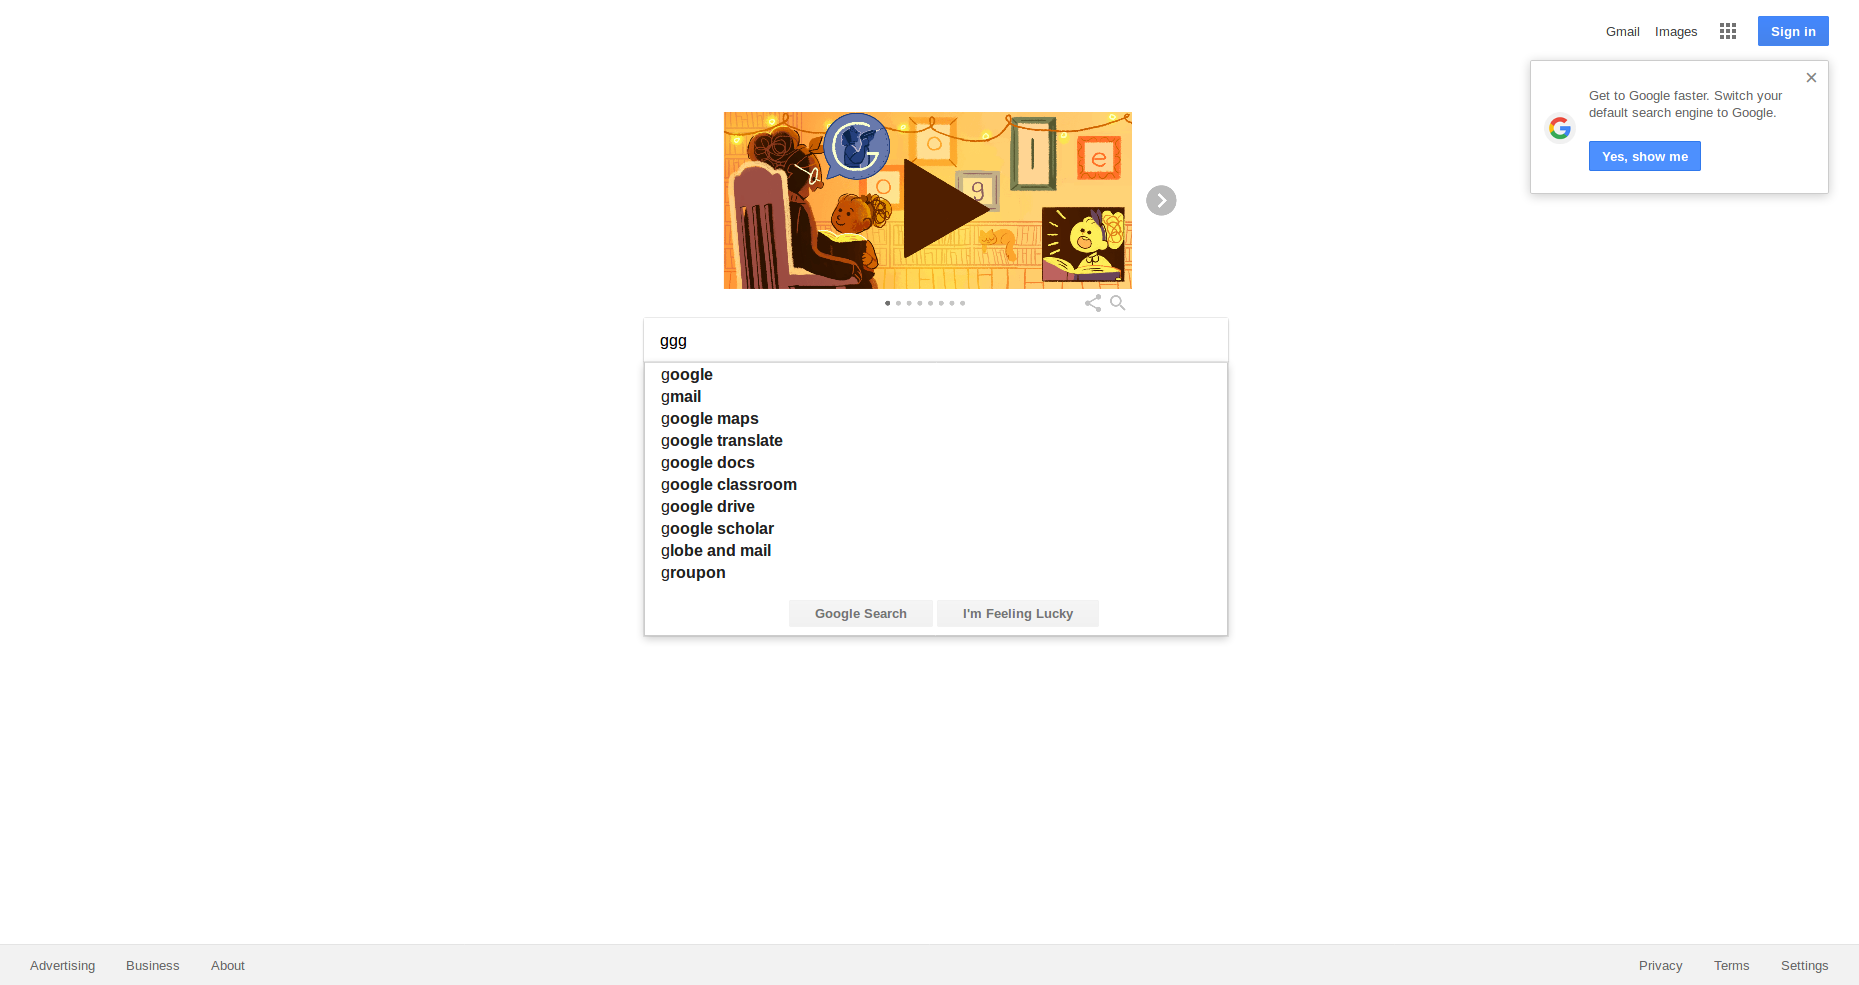 Gmail Images Sign in
Get to Google faster. Switch your
default search engine to Google.
Yes, show me
G o o g l e
ggg
google
gmail
google maps
google translate
google docs
google classroom
google drive
google scholar
globe and mail
groupon
Google Search I'm Feeling Lucky
Advertising Business About Privacy Terms Settings